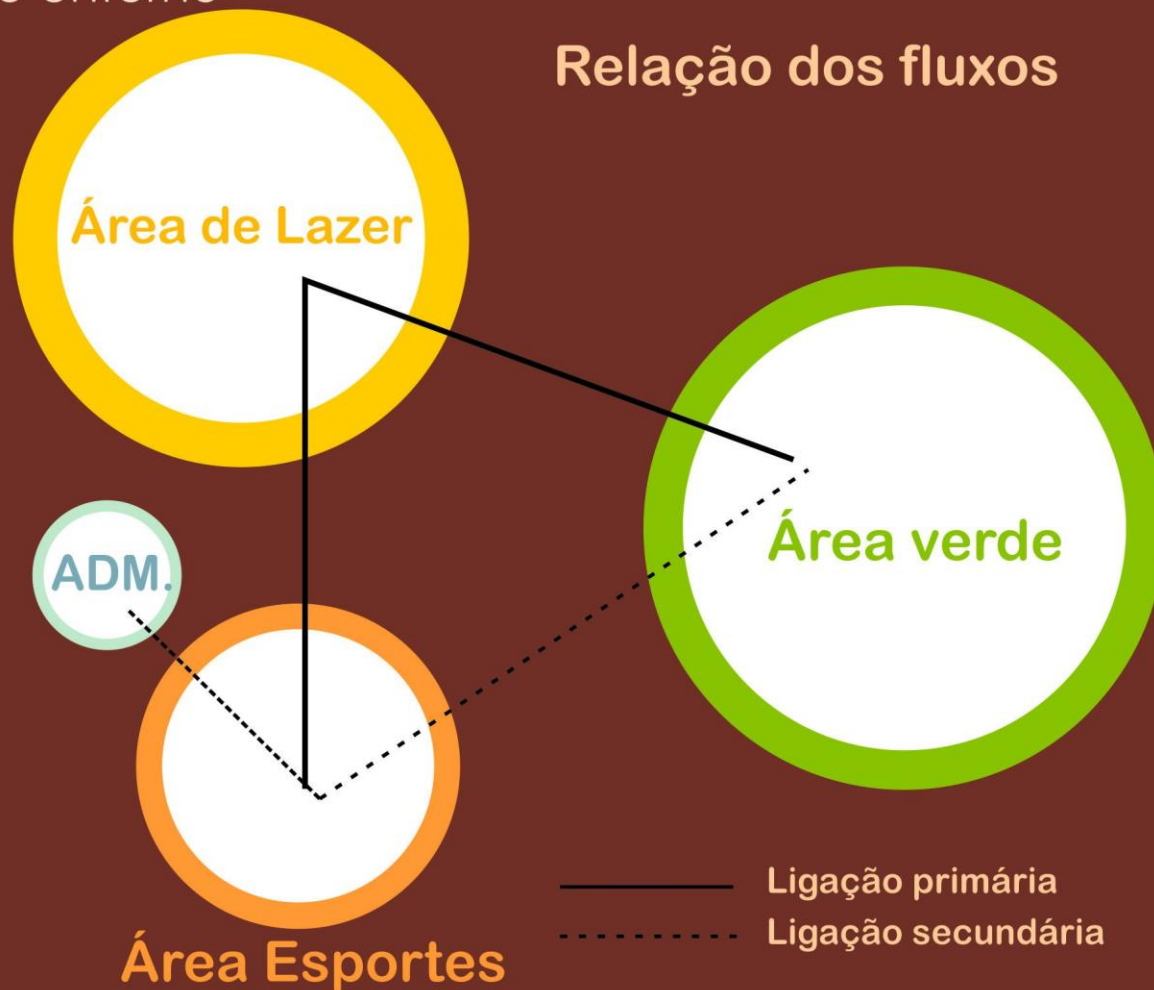 Relação dos fluxos
Área de Lazer
Área verde
ADM.
Ligação primária
Ligação secundária
Área Esportes